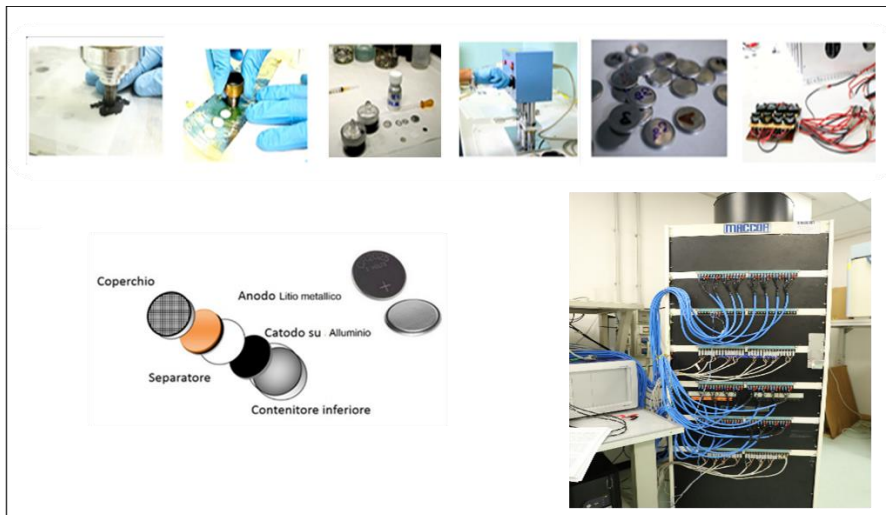 Coperchio
Anodo Litio metallico
Catodo su Alluminio
Separatore
Contenitore inferiore
MACCOR